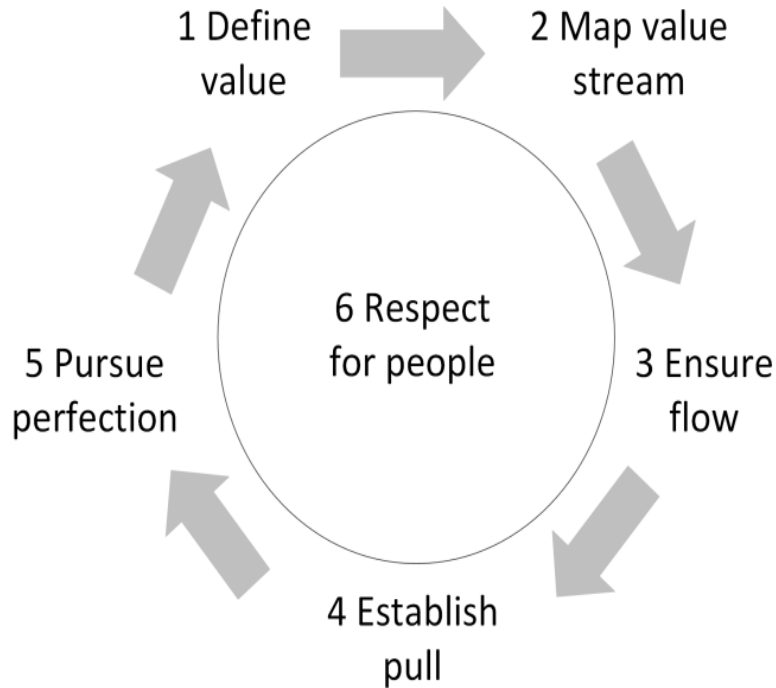 1 Define
value
2 Map value
stream
3 Ensure
flow
4 Establish
pull
5 Pursue
perfection
6 Respect
for people